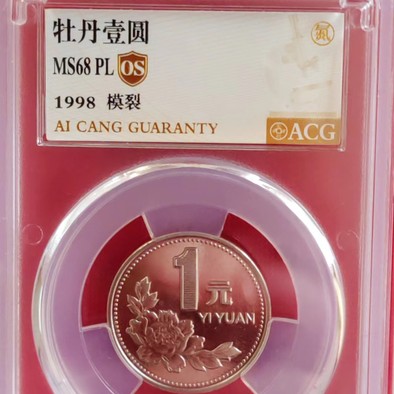 牡丹壹圆
MS68 PL OS
1998 模裂
AI CANG GUARANTY
ACG
1元
YI YUAN